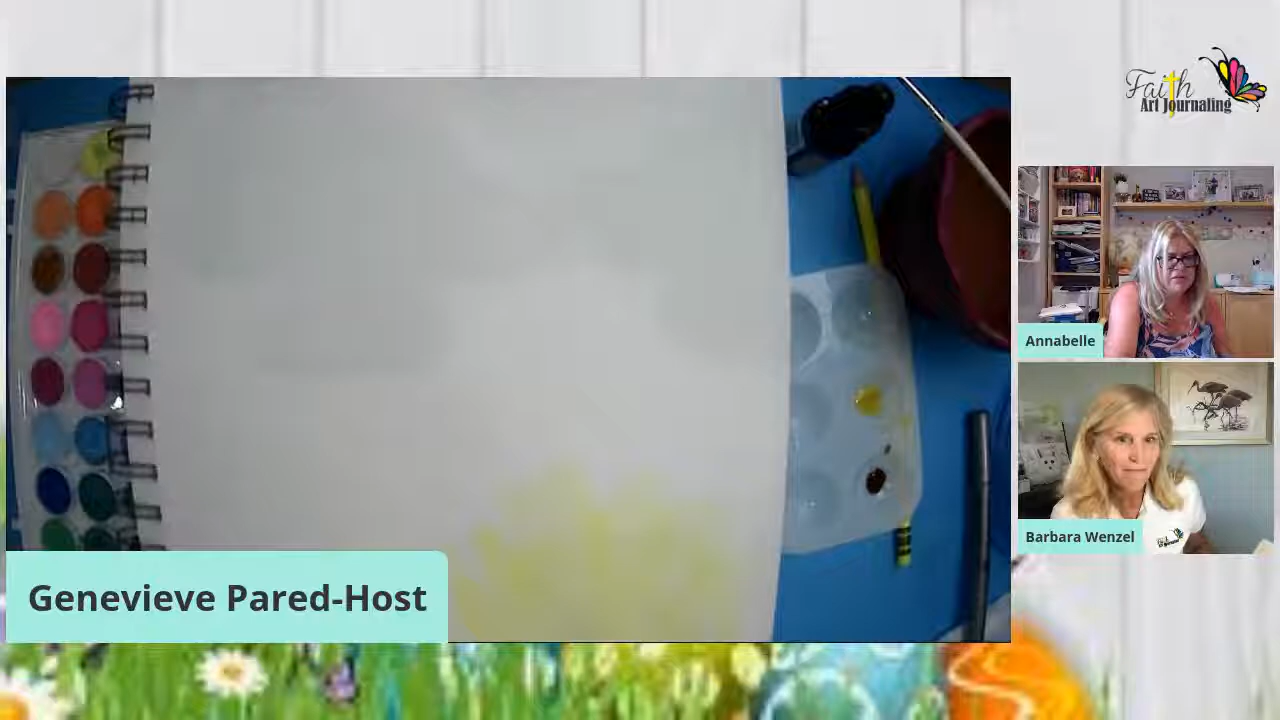 Faith
Art Journaling
Annabelle
Barbara Wenzel
Genevieve Pared-Host